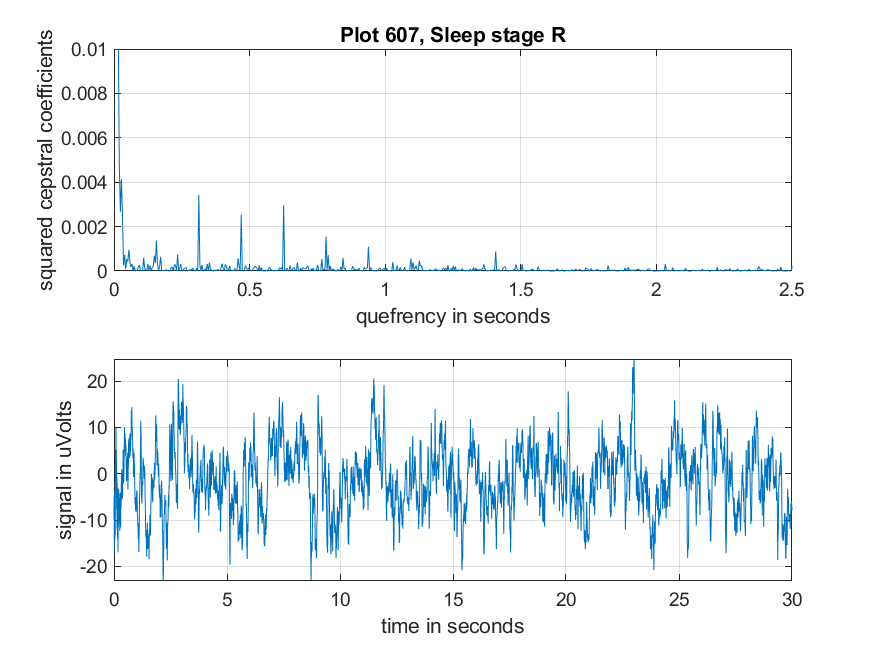 Plot 607, Sleep stage R
squared cepstral coefficients
0.01
0.008
0.006
0.004
0.002
0
0 0.5 1 1.5 2 2.5
quefrency in seconds
signal in uVolts
20
10
0
-10
-20
0 5 10 15 20 25 30
time in seconds